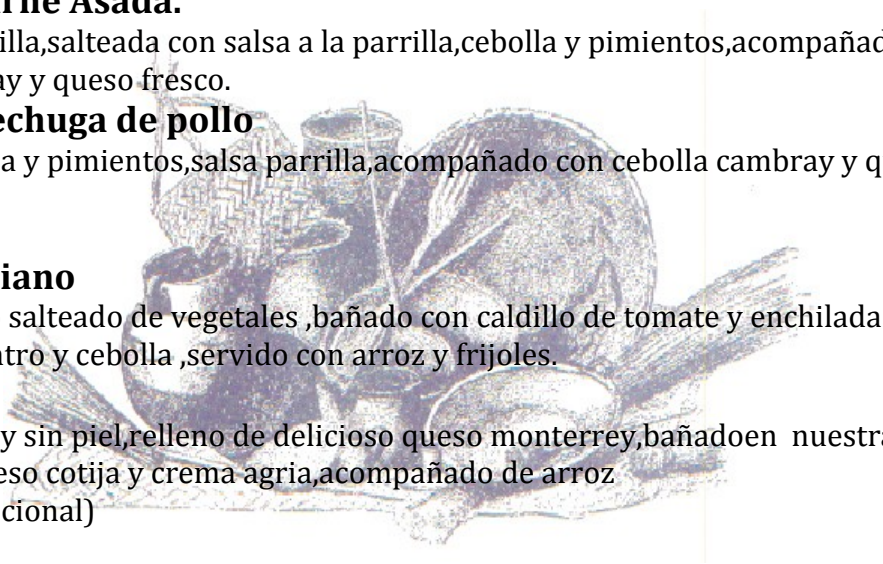 rne Asada.
illa,salteada con salsa a la parrilla,cebolla y pimientos,acompañad
ay y queso fresco.
echuga de pollo
a y pimientos,salsa parrilla,acompañado con cebolla cambray y q
iano
salteado de vegetales ,bañado con caldillo de tomate y enchilada
tro y cebolla ,servido con arroz y frijoles.
y sin piel,relleno de delicioso queso monterrey,bañadoen nuestra
eso cotija y crema agria,acompañado de arroz
cional)